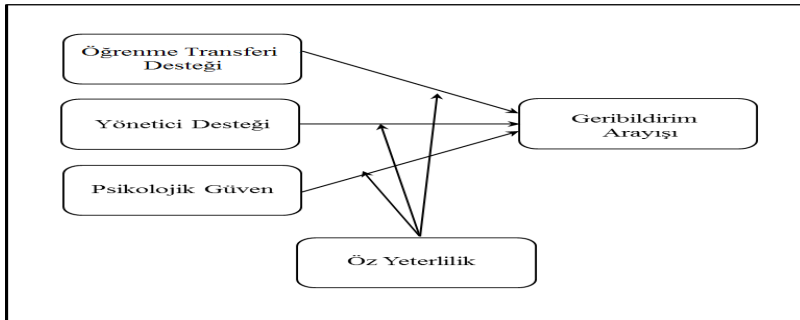 Öğrenme Transferi
Desteği
Yönetici Desteği
Psikolojik Güven
Geribildirim
Arayışı
Öz Yeterlilik